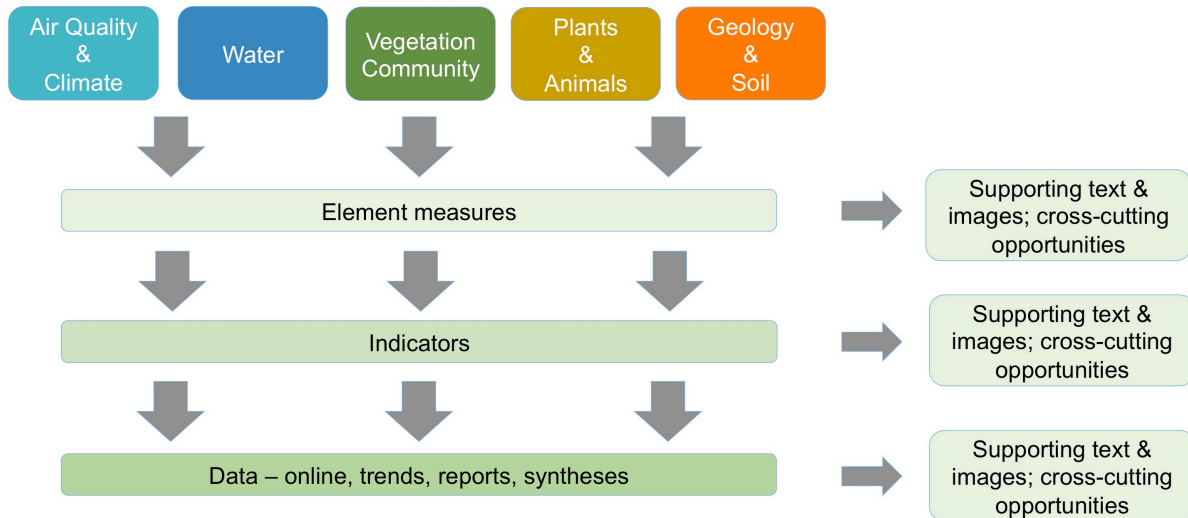 Air Quality
&
Climate
Water
Vegetation
Community
Plants
&
Animals
Geology
&
Soil
Element measures
Supporting text &
images; cross-cutting
opportunities
Indicators
Supporting text &
images; cross-cutting
opportunities
Data – online, trends, reports, syntheses
Supporting text &
images; cross-cutting
opportunities